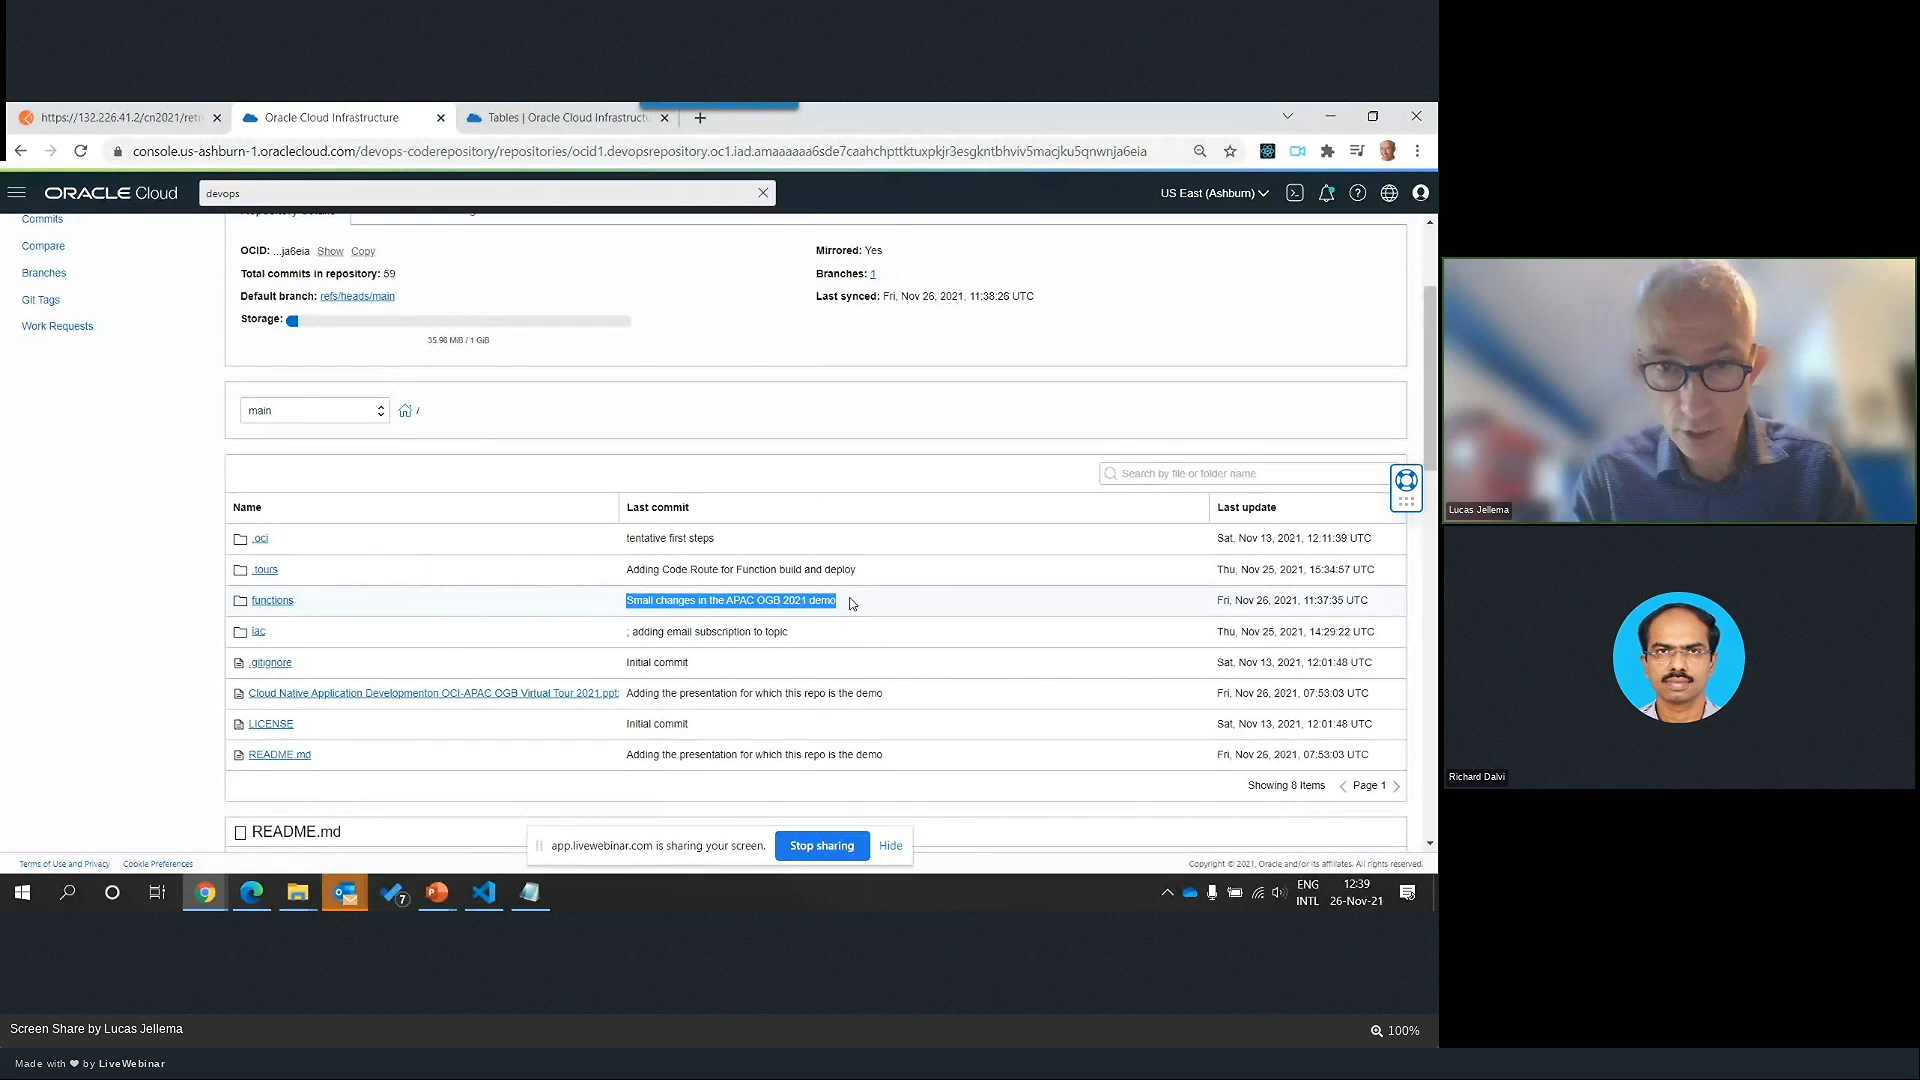 https://132.226.41.2/cn2021/retr
Oracle Cloud Infrastructure
Tables | Oracle Cloud Infrastructu
console.us-ashburn-1.oraclecloud.com/devops-coderepository/repositories/ocid1.devopsrepository.oc1.iad.amaaaaaa6sde7caahchpttktuxpkjr3esgkntbhviv5macjku5qnwnja6eia
ORACLE Cloud
devops
US East (Ashburn)
Commits
Compare
Branches
Git Tags
Work Requests
OCID: ...ja6eia Show Copy
Total commits in repository: 59
Default branch: refs/heads/main
Storage:
35.96 MiB / 1 GiB
Mirrored: Yes
Branches: 1
Last synced: Fri, Nov 26, 2021, 11:38:26 UTC
main
/
Search by file or folder name
Name Last commit Last update
.oci tentative first steps Sat, Nov 13, 2021, 12:11:39 UTC
.tours Adding Code Route for Function build and deploy Thu, Nov 25, 2021, 15:34:57 UTC
functions Small changes in the APAC OGB 2021 demo Fri, Nov 26, 2021, 11:37:35 UTC
iac ; adding email subscription to topic Thu, Nov 25, 2021, 14:29:22 UTC
.gitignore Initial commit Sat, Nov 13, 2021, 12:01:48 UTC
Cloud Native Application Developmenton OCI-APAC OGB Virtual Tour 2021.ppt Adding the presentation for which this repo is the demo Fri, Nov 26, 2021, 07:53:03 UTC
LICENSE Initial commit Sat, Nov 13, 2021, 12:01:48 UTC
README.md Adding the presentation for which this repo is the demo Fri, Nov 26, 2021, 07:53:03 UTC
Showing 8 Items Page 1
README.md
app.livewebinar.com is sharing your screen. Stop sharing Hide
Terms of Use and Privacy Cookie Preferences
Copyright © 2021, Oracle and/or its affiliates. All rights reserved.
7
ENG
INTL
12:39
26-Nov-21
Lucas Jellema
Richard Dalvi
Screen Share by Lucas Jellema
100%
Made with ❤ by LiveWebinar